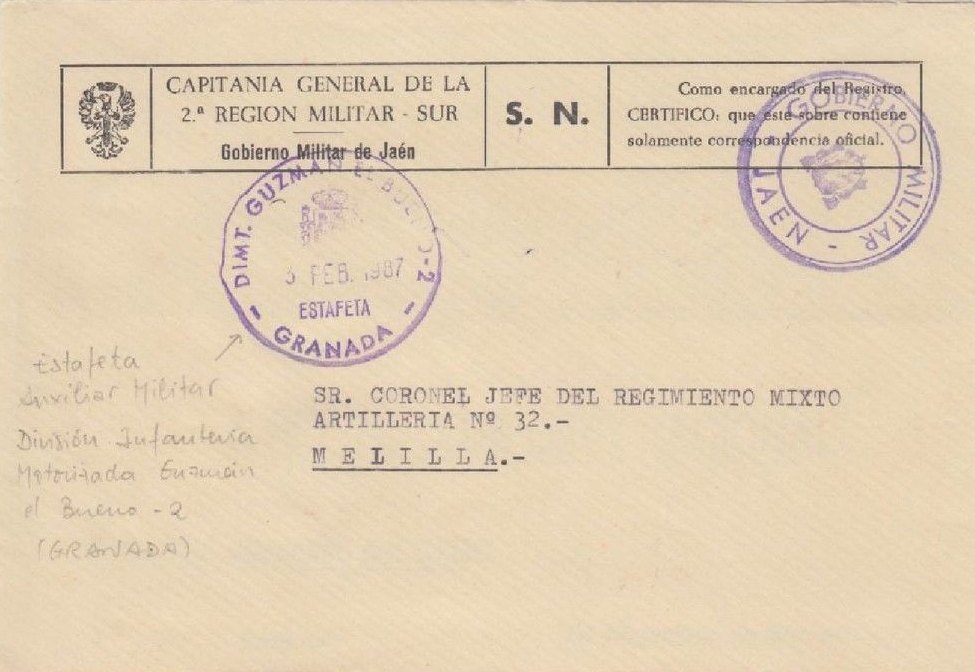 CAPITANIA GENERAL DE LA
2.ª REGION MILITAR - SUR
Gobierno Militar de Jaén
S. N.
Como encargado del Registro,
CERTIFICO: que este sobre contiene
solamente correspondencia oficial.
GOBIERNO MILITAR - JAEN -
DIMT. GUZMAN EL BUENO-2
3 FEB. 1987
ESTAFETA
- GRANADA -
SR. CORONEL JEFE DEL REGIMIENTO MIXTO
ARTILLERIA Nº 32.-
MELILLA.-
Estafeta
Auxiliar Militar
División Infanteria
Motorizada Guzmán
el Bueno - 2
(GRANADA)